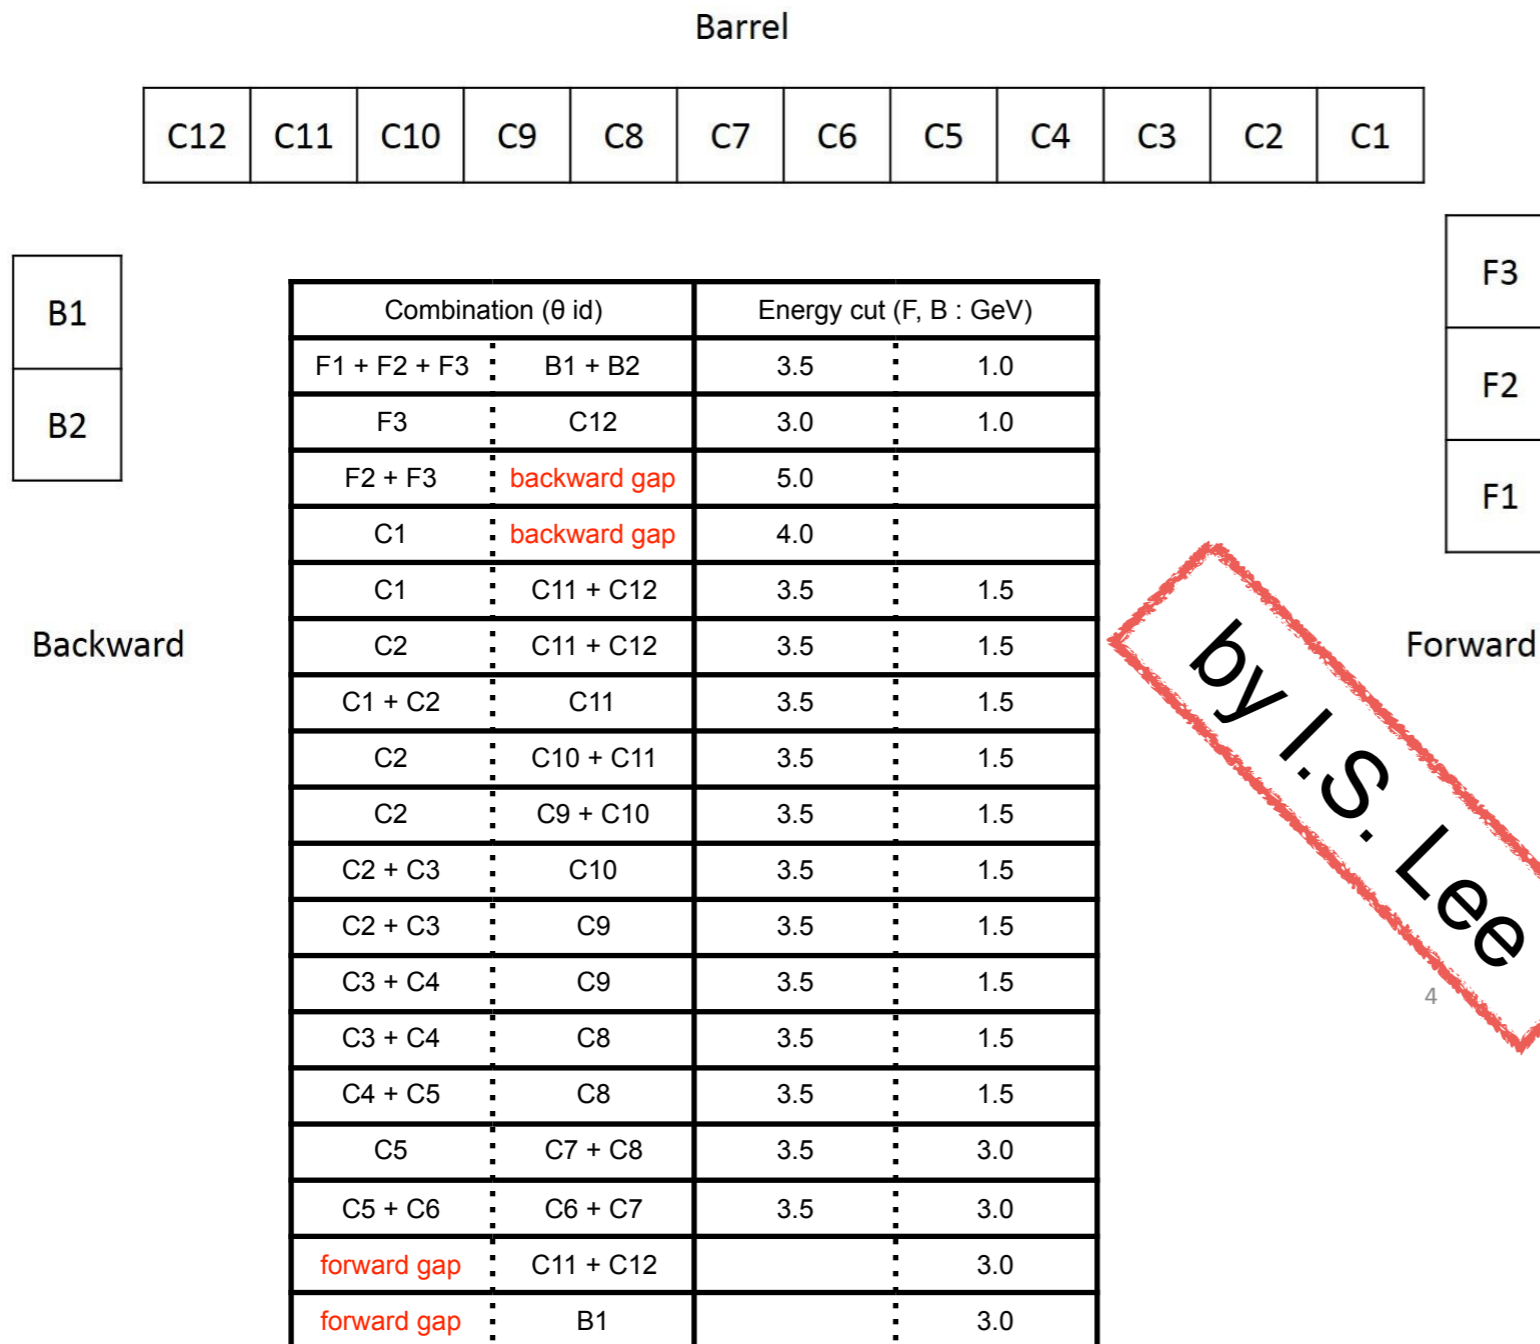 Barrel
C12 C11 C10 C9 C8 C7 C6 C5 C4 C3 C2 C1
B1
B2
Backward
F3
F2
F1
Forward
Combination (θ id) Energy cut (F, B : GeV)
F1 + F2 + F3 B1 + B2 3.5 1.0
F3 C12 3.0 1.0
F2 + F3 backward gap 5.0
C1 backward gap 4.0
C1 C11 + C12 3.5 1.5
C2 C11 + C12 3.5 1.5
C1 + C2 C11 3.5 1.5
C2 C10 + C11 3.5 1.5
C2 C9 + C10 3.5 1.5
C2 + C3 C10 3.5 1.5
C2 + C3 C9 3.5 1.5
C3 + C4 C9 3.5 1.5
C3 + C4 C8 3.5 1.5
C4 + C5 C8 3.5 1.5
C5 C7 + C8 3.5 3.0
C5 + C6 C6 + C7 3.5 3.0
forward gap C11 + C12 3.0
forward gap B1 3.0
by I.S. Lee
4